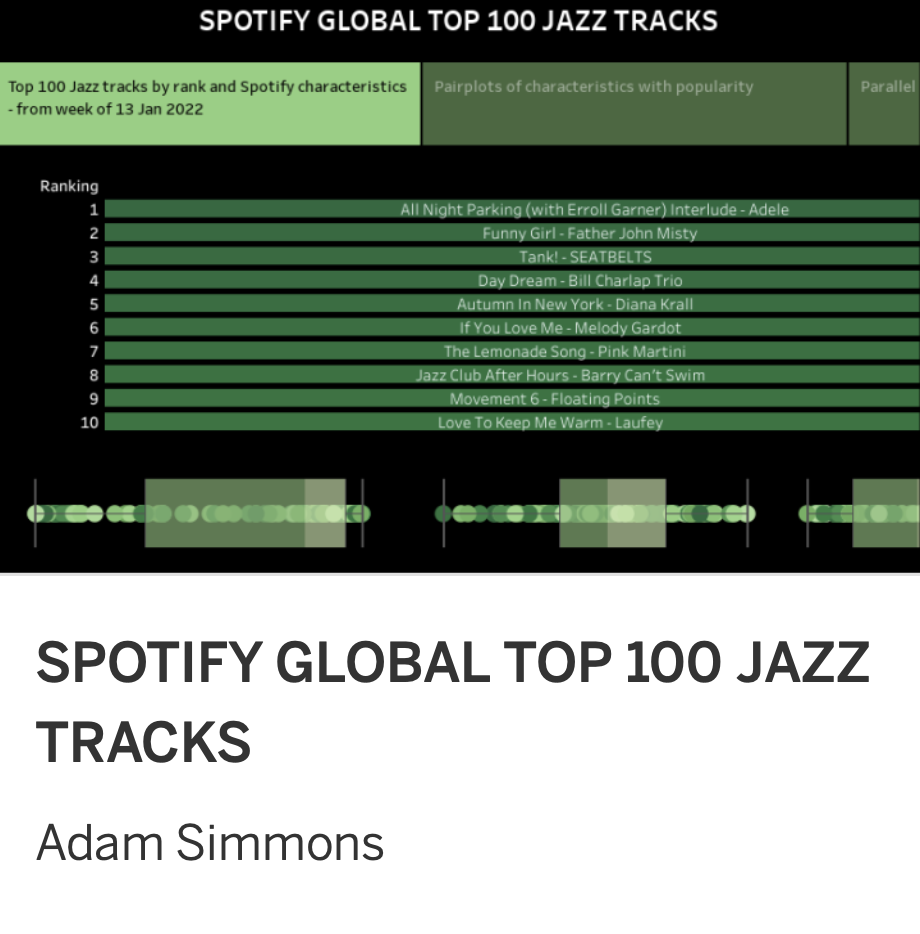 SPOTIFY GLOBAL TOP 100 JAZZ TRACKS
Top 100 Jazz tracks by rank and Spotify characteristics
- from week of 13 Jan 2022
Pairplots of characteristics with popularity
Parallel
Ranking
1 All Night Parking (with Erroll Garner) Interlude - Adele
2 Funny Girl - Father John Misty
3 Tank! - SEATBELTS
4 Day Dream - Bill Charlap Trio
5 Autumn In New York - Diana Krall
6 If You Love Me - Melody Gardot
7 The Lemonade Song - Pink Martini
8 Jazz Club After Hours - Barry Can't Swim
9 Movement 6 - Floating Points
10 Love To Keep Me Warm - Laufey
SPOTIFY GLOBAL TOP 100 JAZZ
TRACKS
Adam Simmons